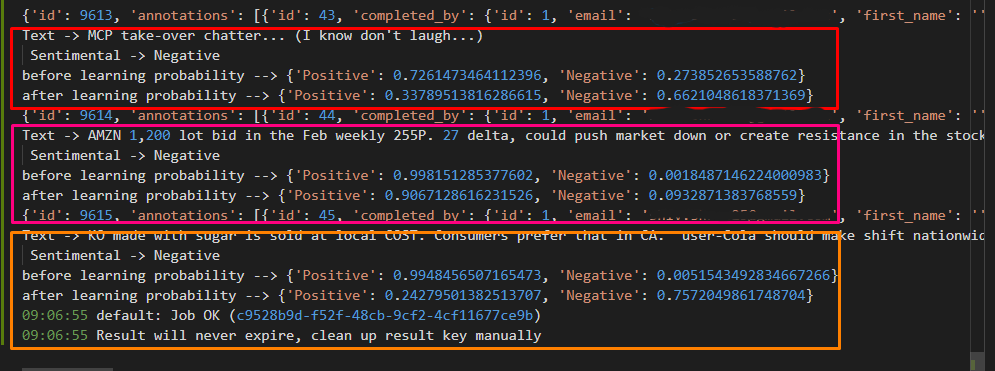 {'id': 9613, 'annotations': [{'id': 43, 'completed_by': {'id': 1, 'email': ', 'first_name': '
Text -> MCP take-over chatter... (I know don't laugh...)
Sentimental -> Negative
before learning probability --> {'Positive': 0.7261473464112396, 'Negative': 0.273852653588762}
after learning probability --> {'Positive': 0.33789513816286615, 'Negative': 0.6621048618371369}
{'id': 9614, 'annotations': [{'id': 44, 'completed_by': {'id': 1, 'email': ', 'first_name': ''
Text -> AMZN 1,200 lot bid in the Feb weekly 255P. 27 delta, could push market down or create resistance in the stock
Sentimental -> Negative
before learning probability --> {'Positive': 0.998151285377602, 'Negative': 0.0018487146224000983}
after learning probability --> {'Positive': 0.9067128616231526, 'Negative': 0.0932871383768559}
{'id': 9615, 'annotations': [{'id': 45, 'completed_by': {'id': 1, 'email': ', 'first_name': ''
Text -> KO made with sugar is sold at local COST. Consumers prefer that in CA. user-Cola should make shift nationwid
Sentimental -> Negative
before learning probability --> {'Positive': 0.9948456507165473, 'Negative': 0.0051543492834667266}
after learning probability --> {'Positive': 0.24279501382513707, 'Negative': 0.7572049861748704}
09:06:55 default: Job OK (c9528b9d-f52f-48cb-9cf2-4cf11677ce9b)
09:06:55 Result will never expire, clean up result key manually